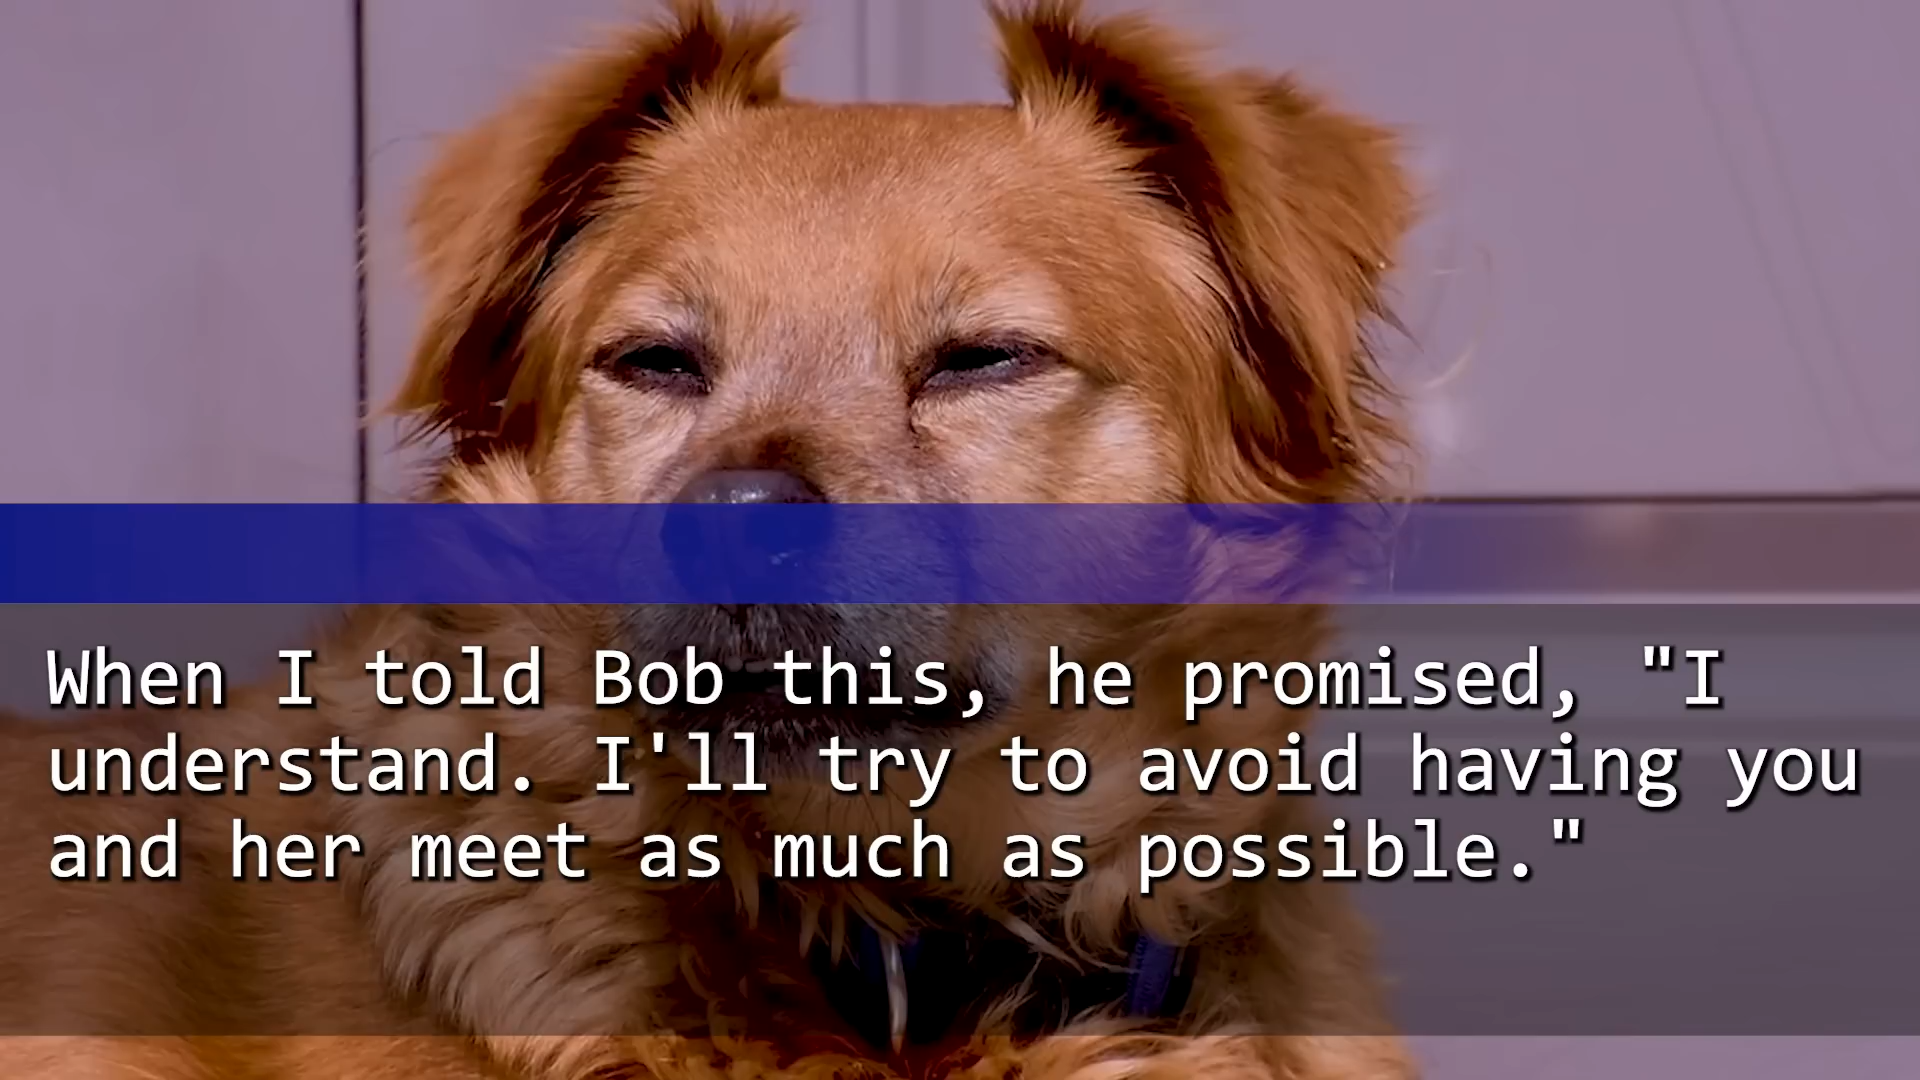 When I told Bob this, he promised, "I
understand. I'll try to avoid having you
and her meet as much as possible."